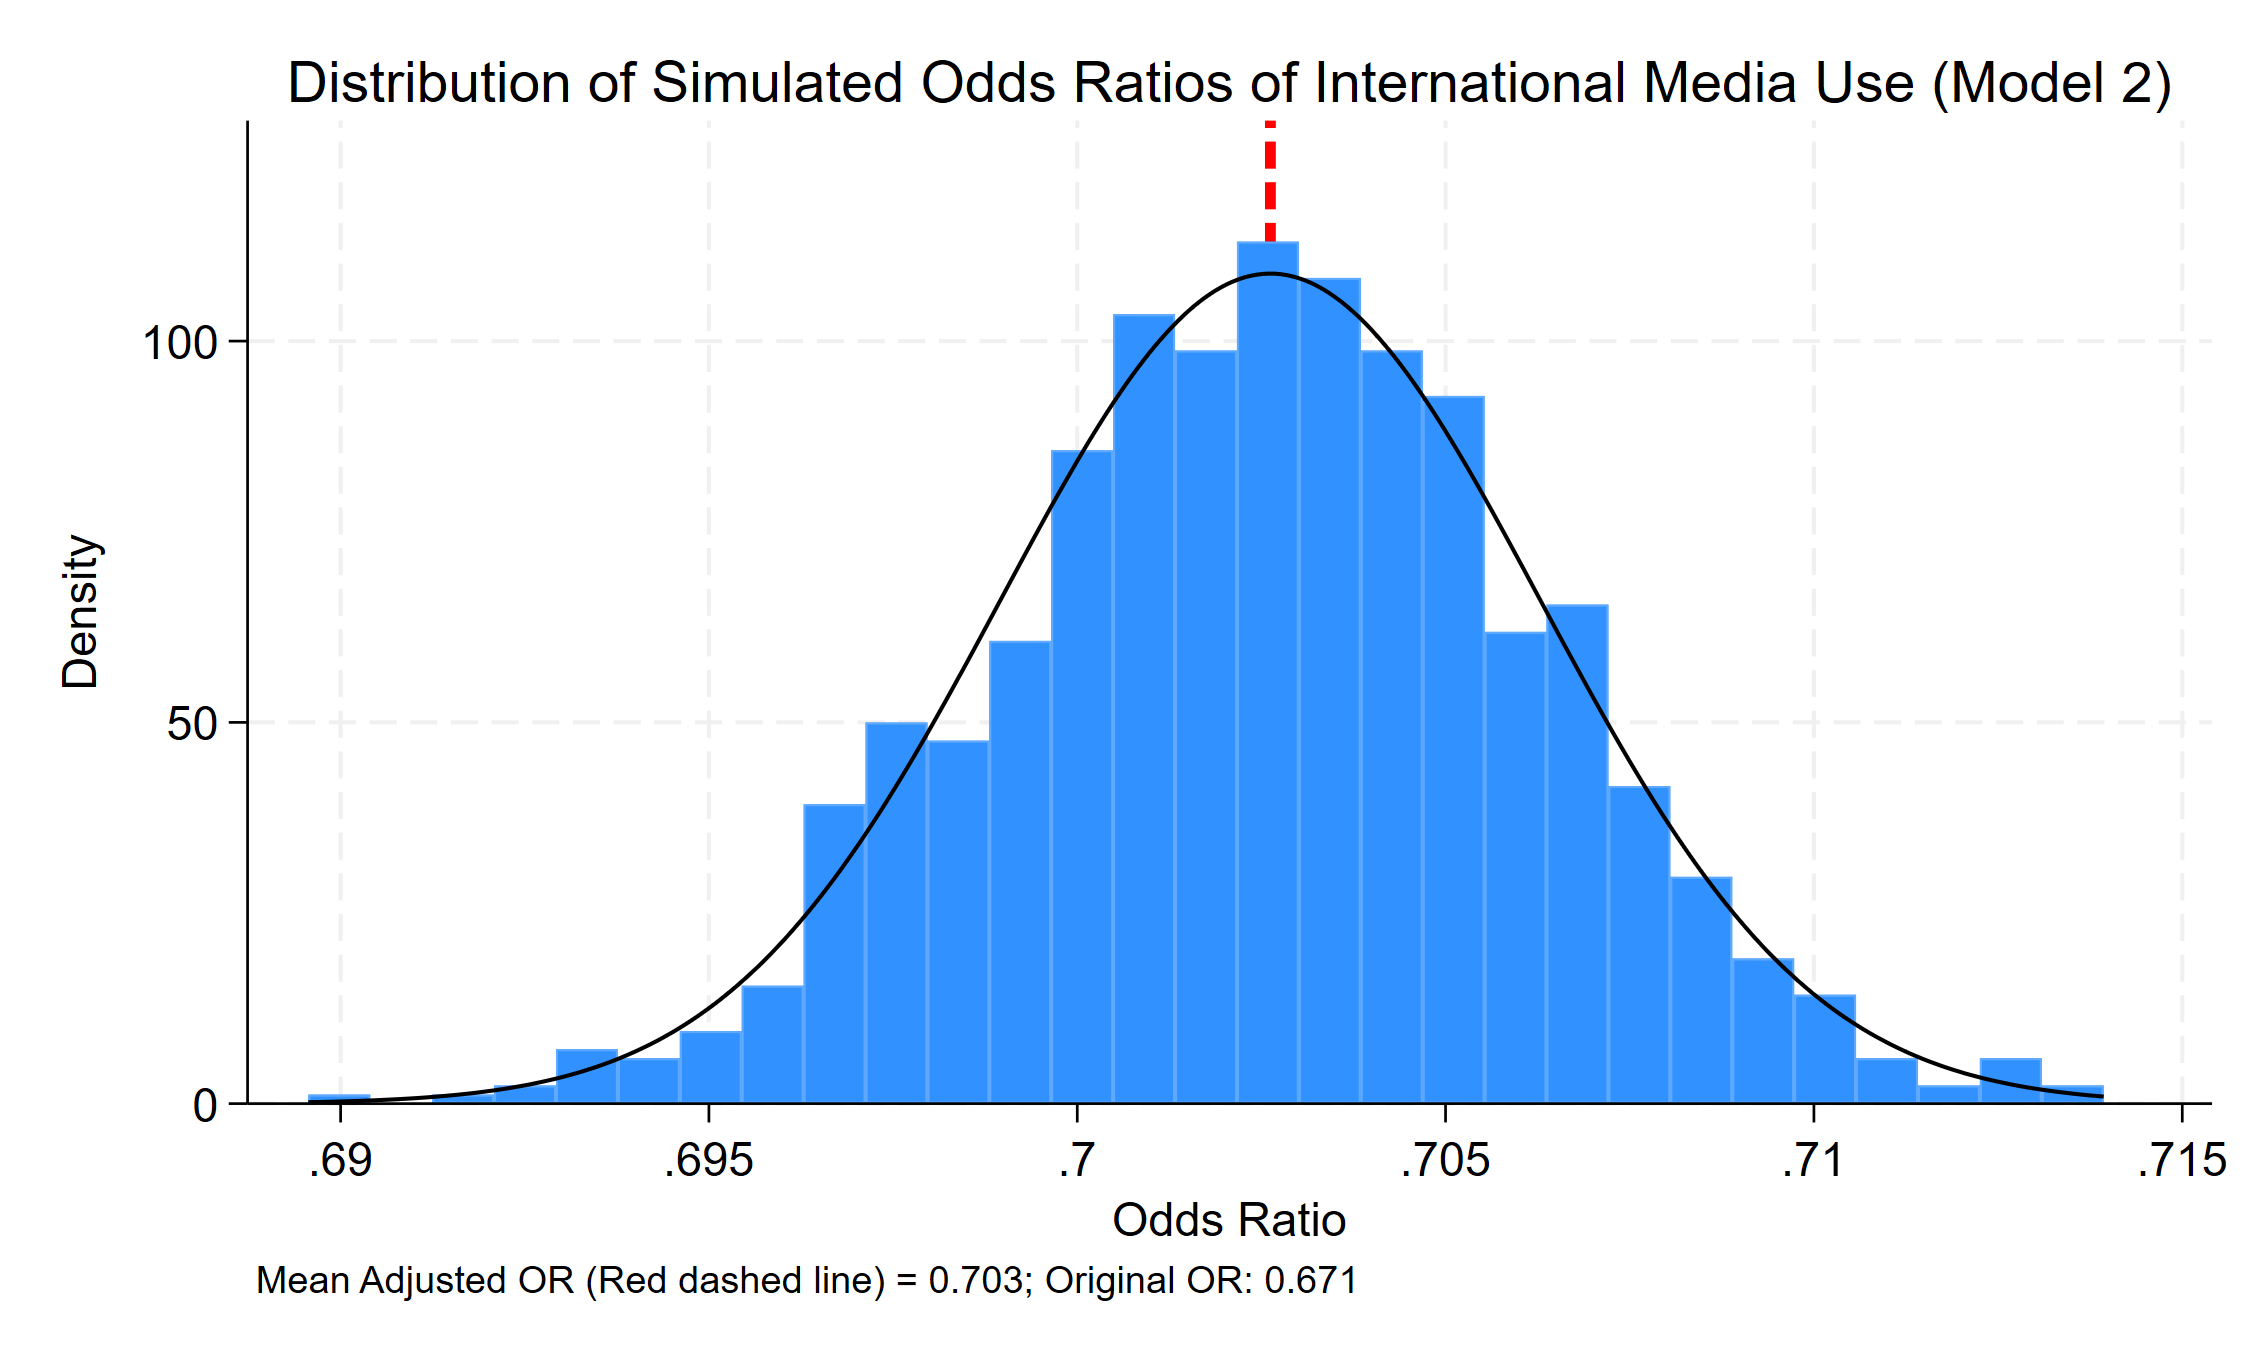 Distribution of Simulated Odds Ratios of International Media Use (Model 2)
Density
100
50
0
.69 .695 .7 .705 .71 .715
Odds Ratio
Mean Adjusted OR (Red dashed line) = 0.703; Original OR: 0.671